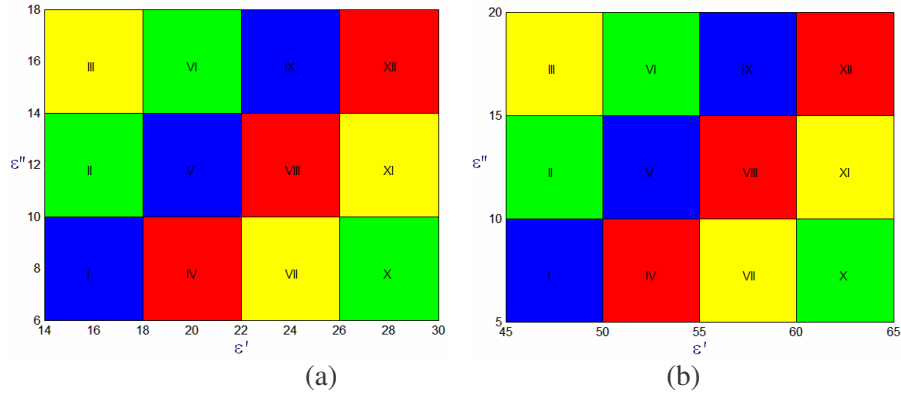 18
16
14
12
10
8
6
ε''
III VI IX XII
II V VIII XI
I IV VII X
14 16 18 20 22 24 26 28 30
ε'
(a)
20
15
10
5
ε''
III VI IX XII
II V VIII XI
I IV VII X
45 50 55 60 65
ε'
(b)